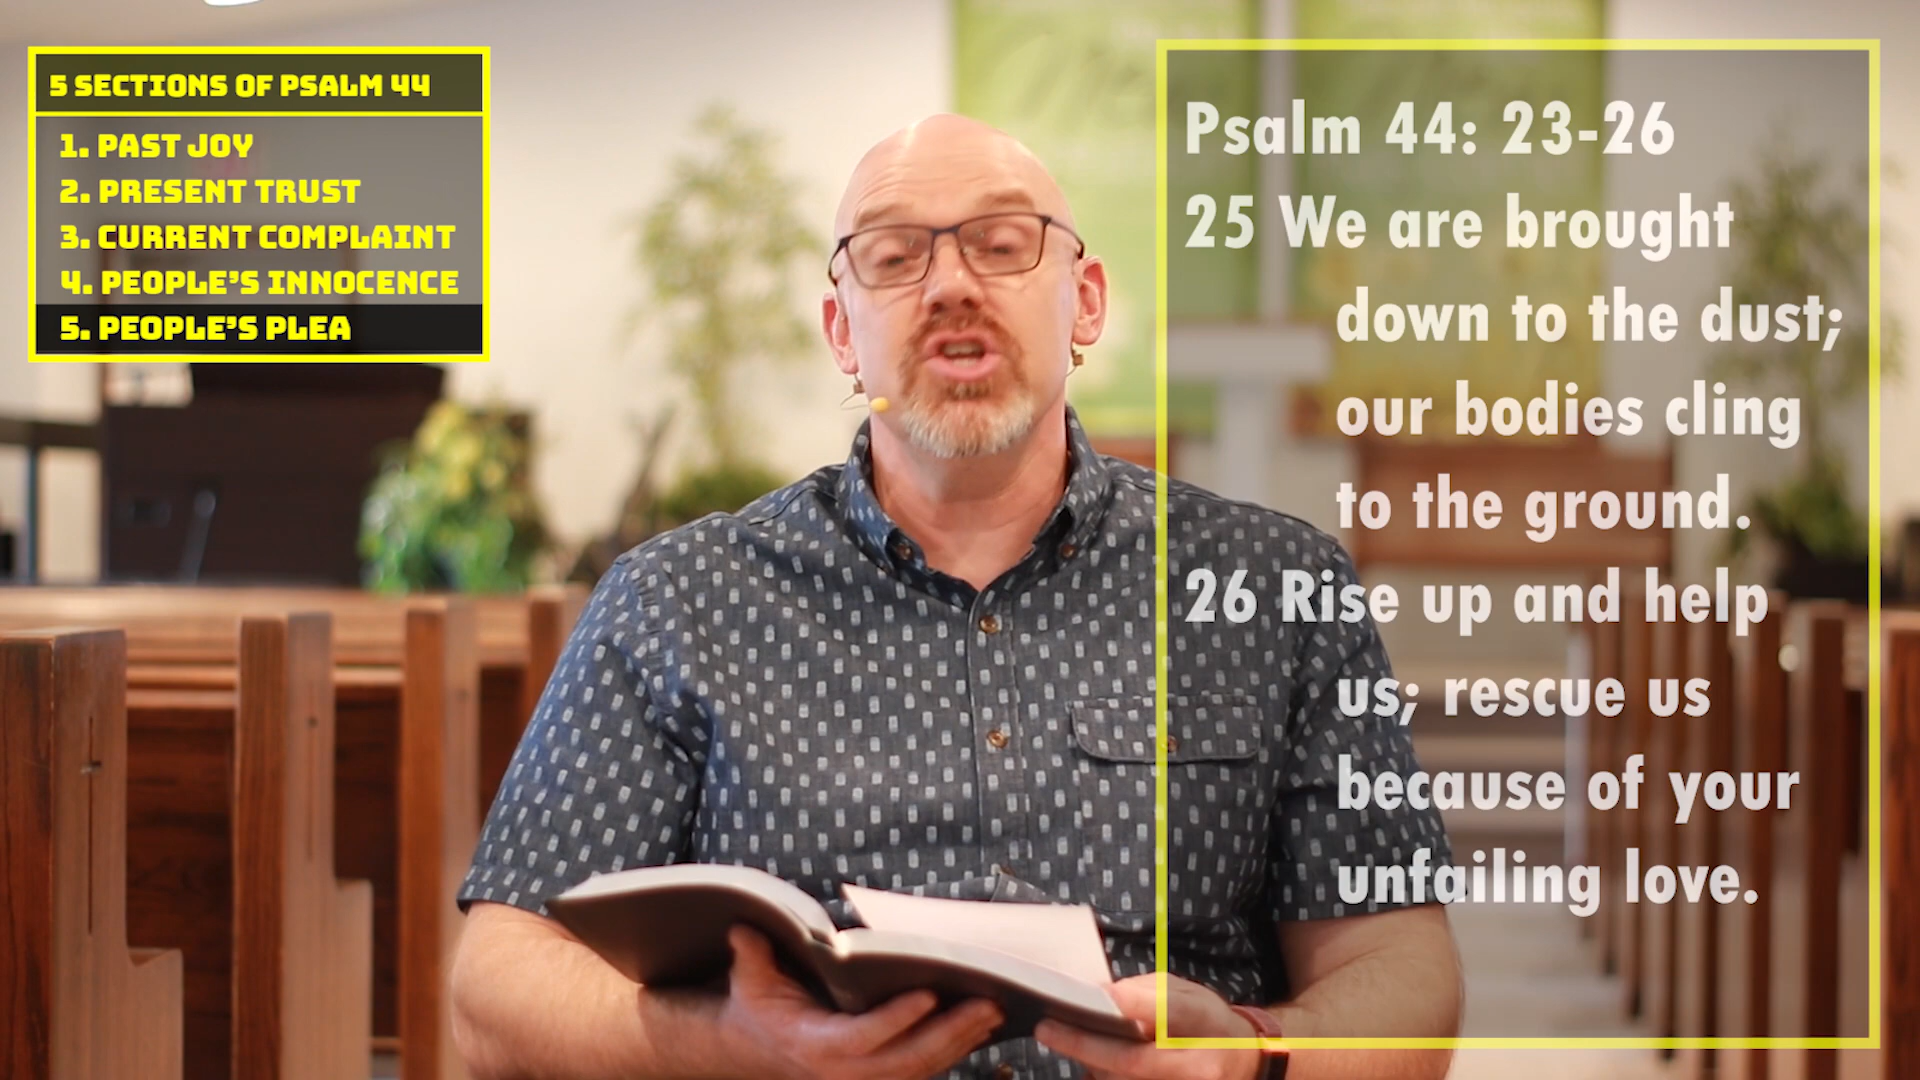 5 SECTIONS OF PSALM 44
1. PAST JOY
2. PRESENT TRUST
3. CURRENT COMPLAINT
4. PEOPLE'S INNOCENCE
5. PEOPLE'S PLEA
Psalm 44: 23-26
25 We are brought
down to the dust;
our bodies cling
to the ground.
26 Rise up and help
us; rescue us
because of your
unfailing love.